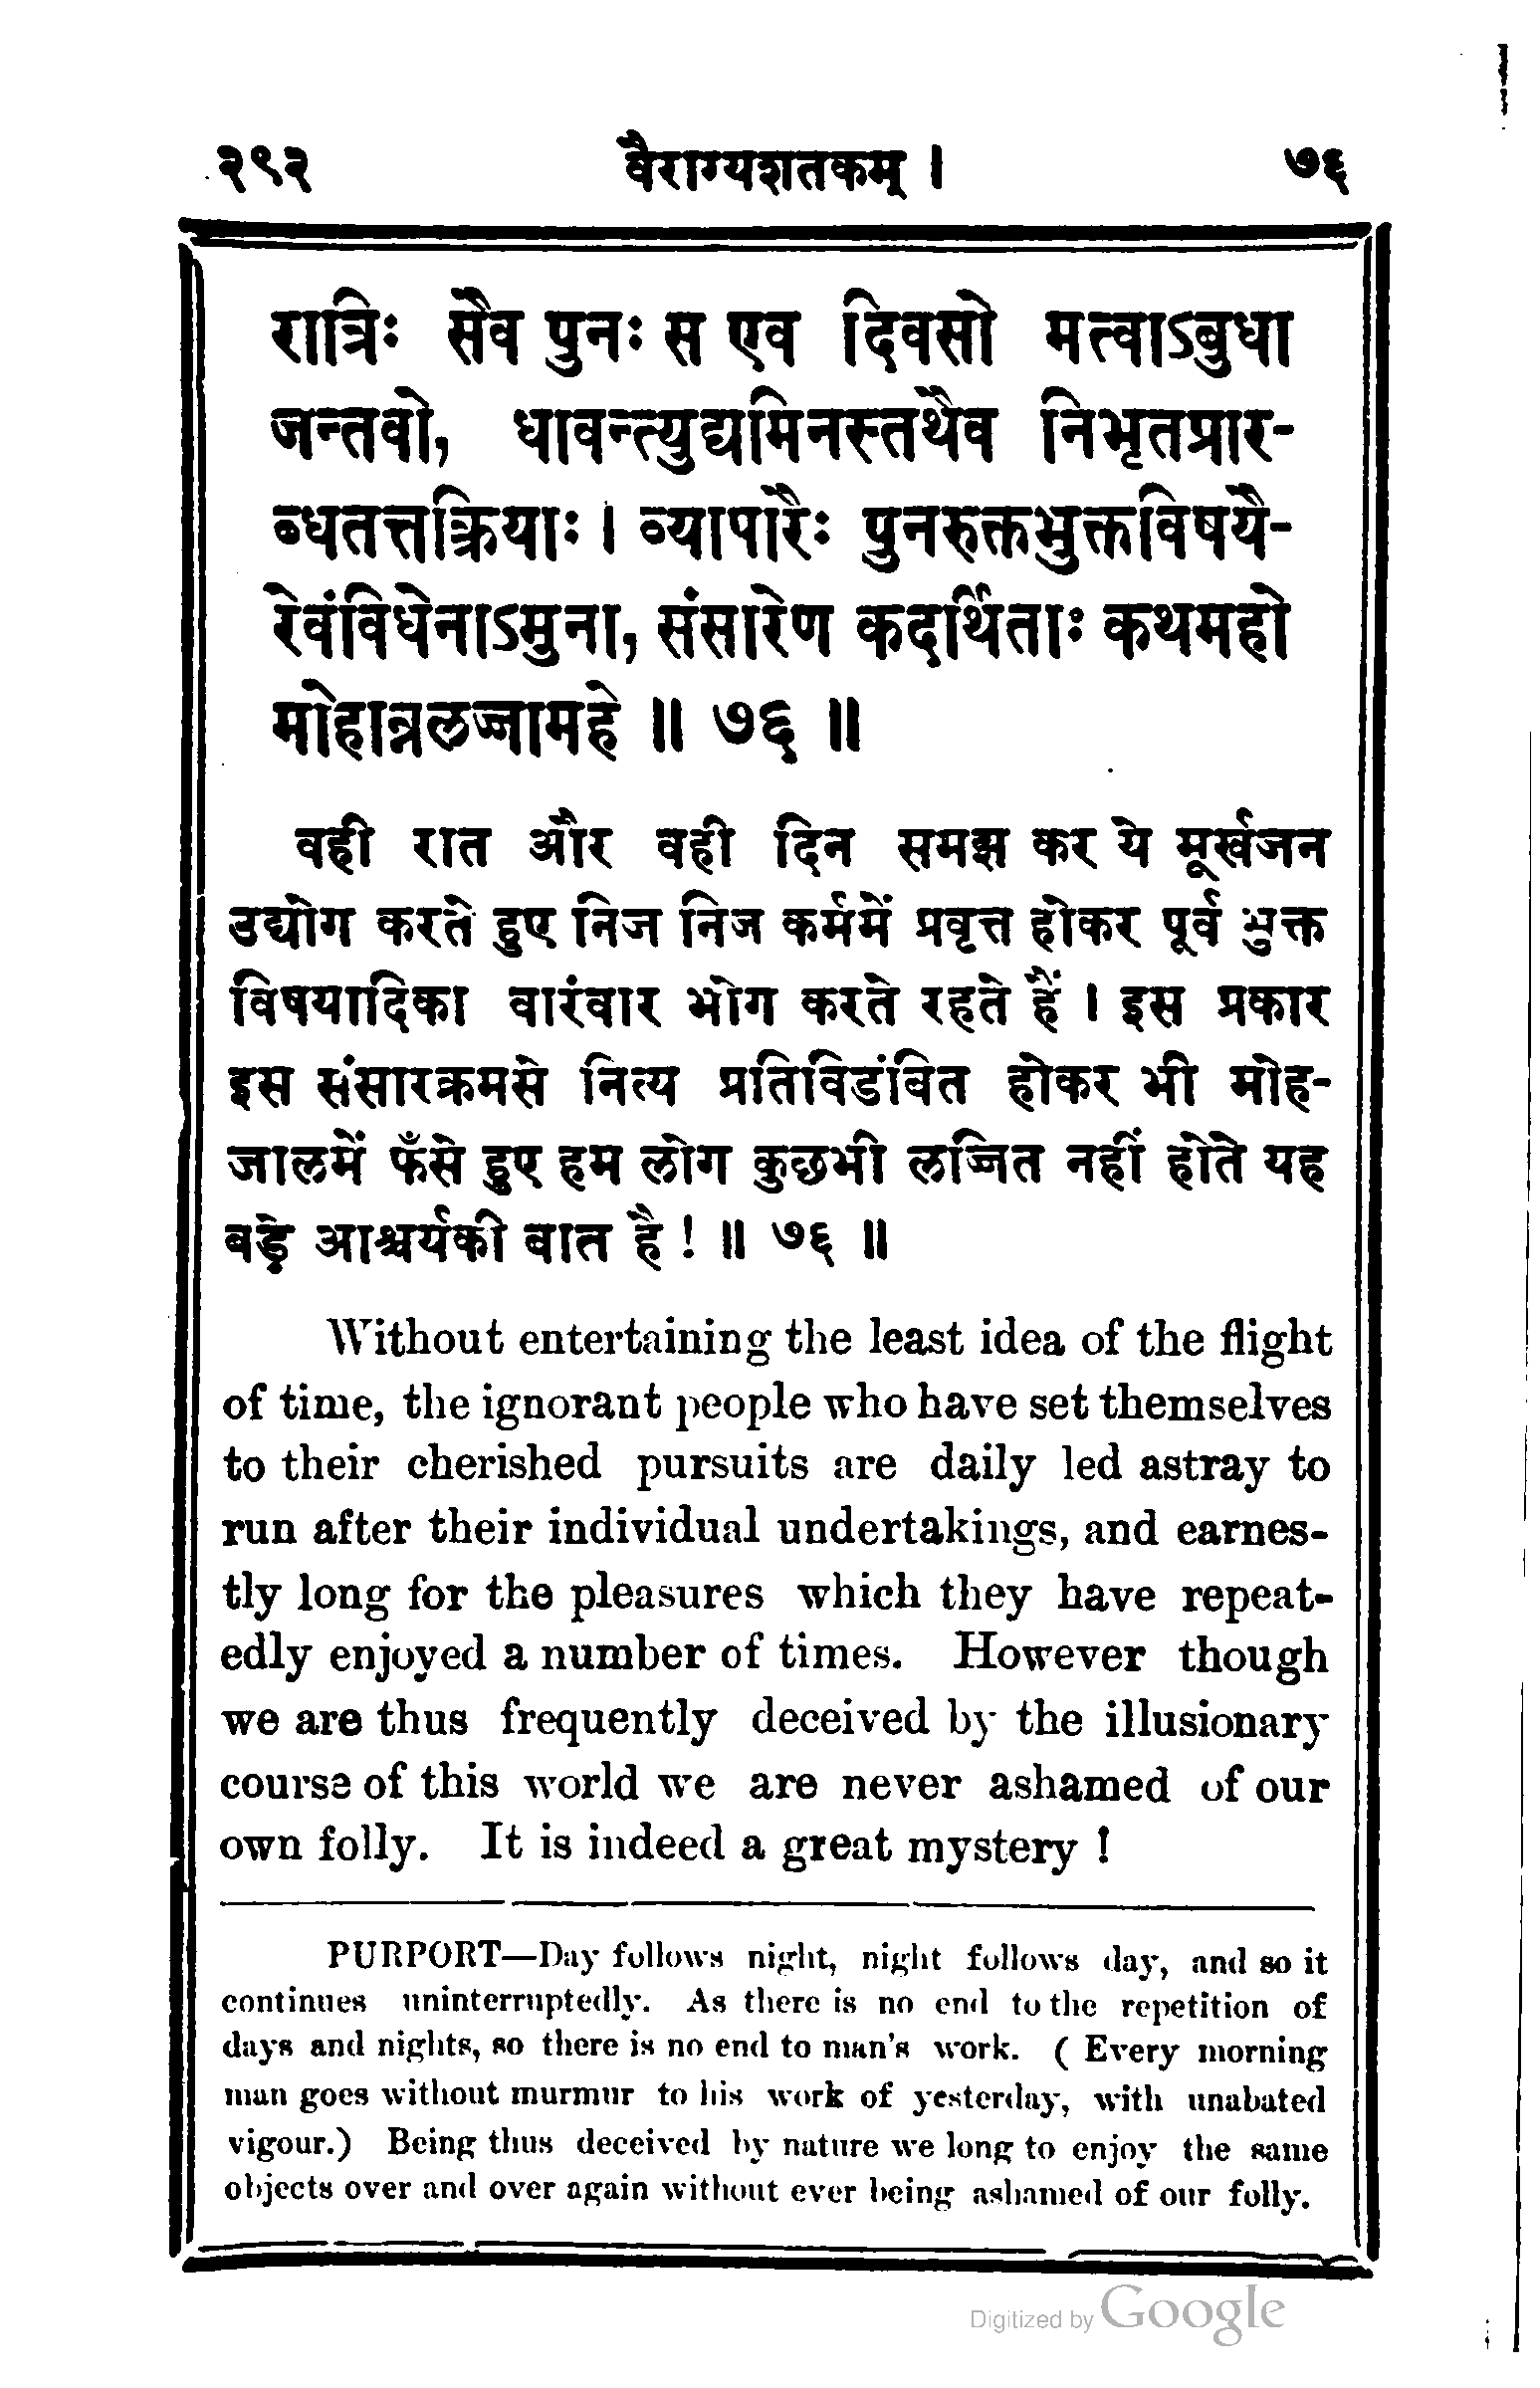 २९२ वैराग्यशतकम् । ७६
रात्रिः सैव पुनः स एव दिवसो मत्वाऽबुधा
जन्तवो, धावन्त्युद्यमिनस्तथैव निभृतप्रार-
ब्धतत्तक्रियाः । व्यापारैः पुनरुक्तभुक्तविषयै-
रेवंविधेनाऽमुना, संसारेण कदर्थिताः कथमहो
मोहान्नलज्जामहे ॥ ७६ ॥
वही रात और वही दिन समझ कर ये मूर्खजन
उद्योग करते हुए निज निज कर्ममें प्रवृत्त होकर पूर्व भुक्त
विषयादिका वारंवार भोग करते रहते हैं । इस प्रकार
इस संसारक्रमसे नित्य प्रतिविडंवित होकर भी मोह-
जालमें फँसे हुए हम लोग कुछभी लज्जित नहीं होते यह
बड़े आश्चर्यकी बात है ! ॥ ७६ ॥
Without entertaining the least idea of the flight
of time, the ignorant people who have set themselves
to their cherished pursuits are daily led astray to
run after their individual undertakings, and earnes-
tly long for the pleasures which they have repeat-
edly enjoyed a number of times. However though
we are thus frequently deceived by the illusionary
course of this world we are never ashamed of our
own folly. It is indeed a great mystery !
PURPORT—Day follows night, night follows day, and so it
continues uninterruptedly. As there is no end to the repetition of
days and nights, so there is no end to man's work. ( Every morning
man goes without murmur to his work of yesterday, with unabated
vigour.) Being thus deceived by nature we long to enjoy the same
objects over and over again without ever being ashamed of our folly.
Digitized by Google